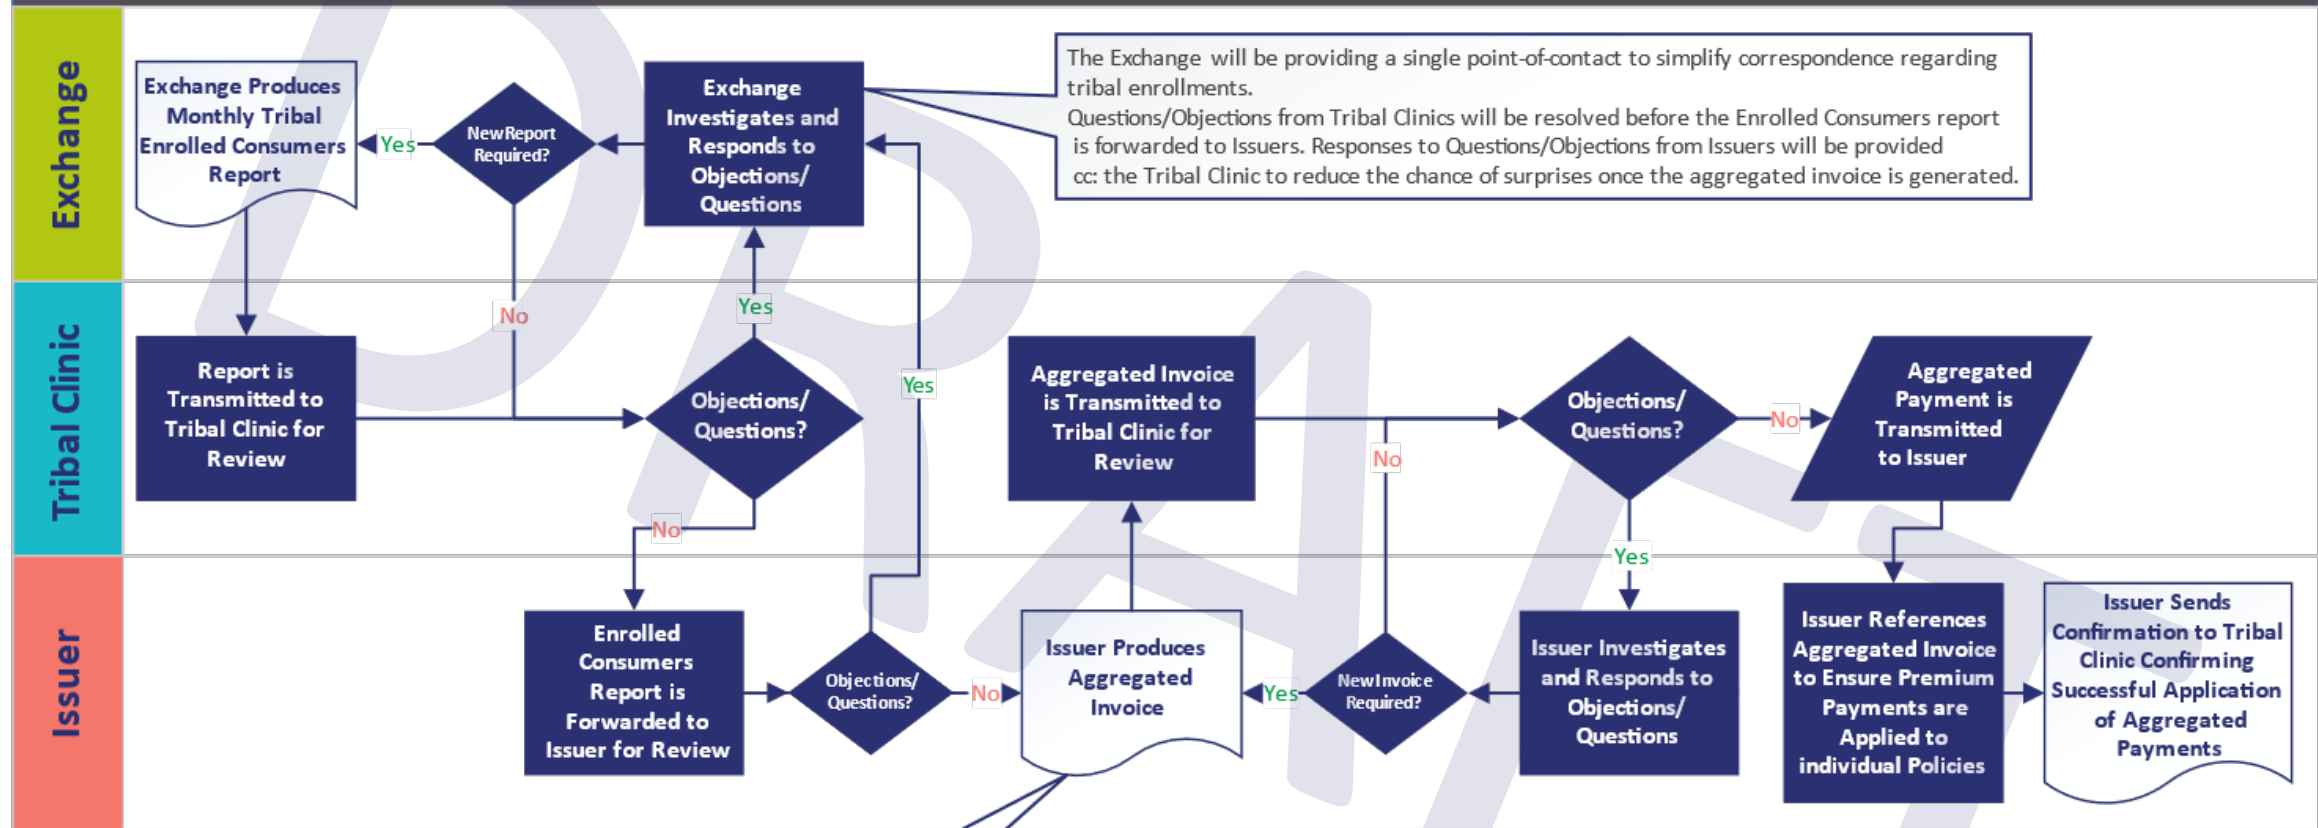 Exchange
Exchange Produces
Monthly Tribal
Enrolled Consumers
Report
Yes
New Report
Required?
Exchange
Investigates and
Responds to
Objections/
Questions
The Exchange will be providing a single point-of-contact to simplify correspondence regarding
tribal enrollments.
Questions/Objections from Tribal Clinics will be resolved before the Enrolled Consumers report
is forwarded to Issuers. Responses to Questions/Objections from Issuers will be provided
cc: the Tribal Clinic to reduce the chance of surprises once the aggregated invoice is generated.
No
Yes
Yes
Tribal Clinic
Report is
Transmitted to
Tribal Clinic for
Review
Objections/
Questions?
No
Aggregated Invoice
is Transmitted to
Tribal Clinic for
Review
No
Objections/
Questions?
No
Aggregated
Payment is
Transmitted
to Issuer
Yes
Issuer
Enrolled
Consumers
Report is
Forwarded to
Issuer for Review
Objections/
Questions?
No
Issuer Produces
Aggregated
Invoice
Yes
New Invoice
Required?
Issuer Investigates
and Responds to
Objections/
Questions
Issuer References
Aggregated Invoice
to Ensure Premium
Payments are
Applied to
individual Policies
Issuer Sends
Confirmation to Tribal
Clinic Confirming
Successful Application
of Aggregated
Payments
DRAFT